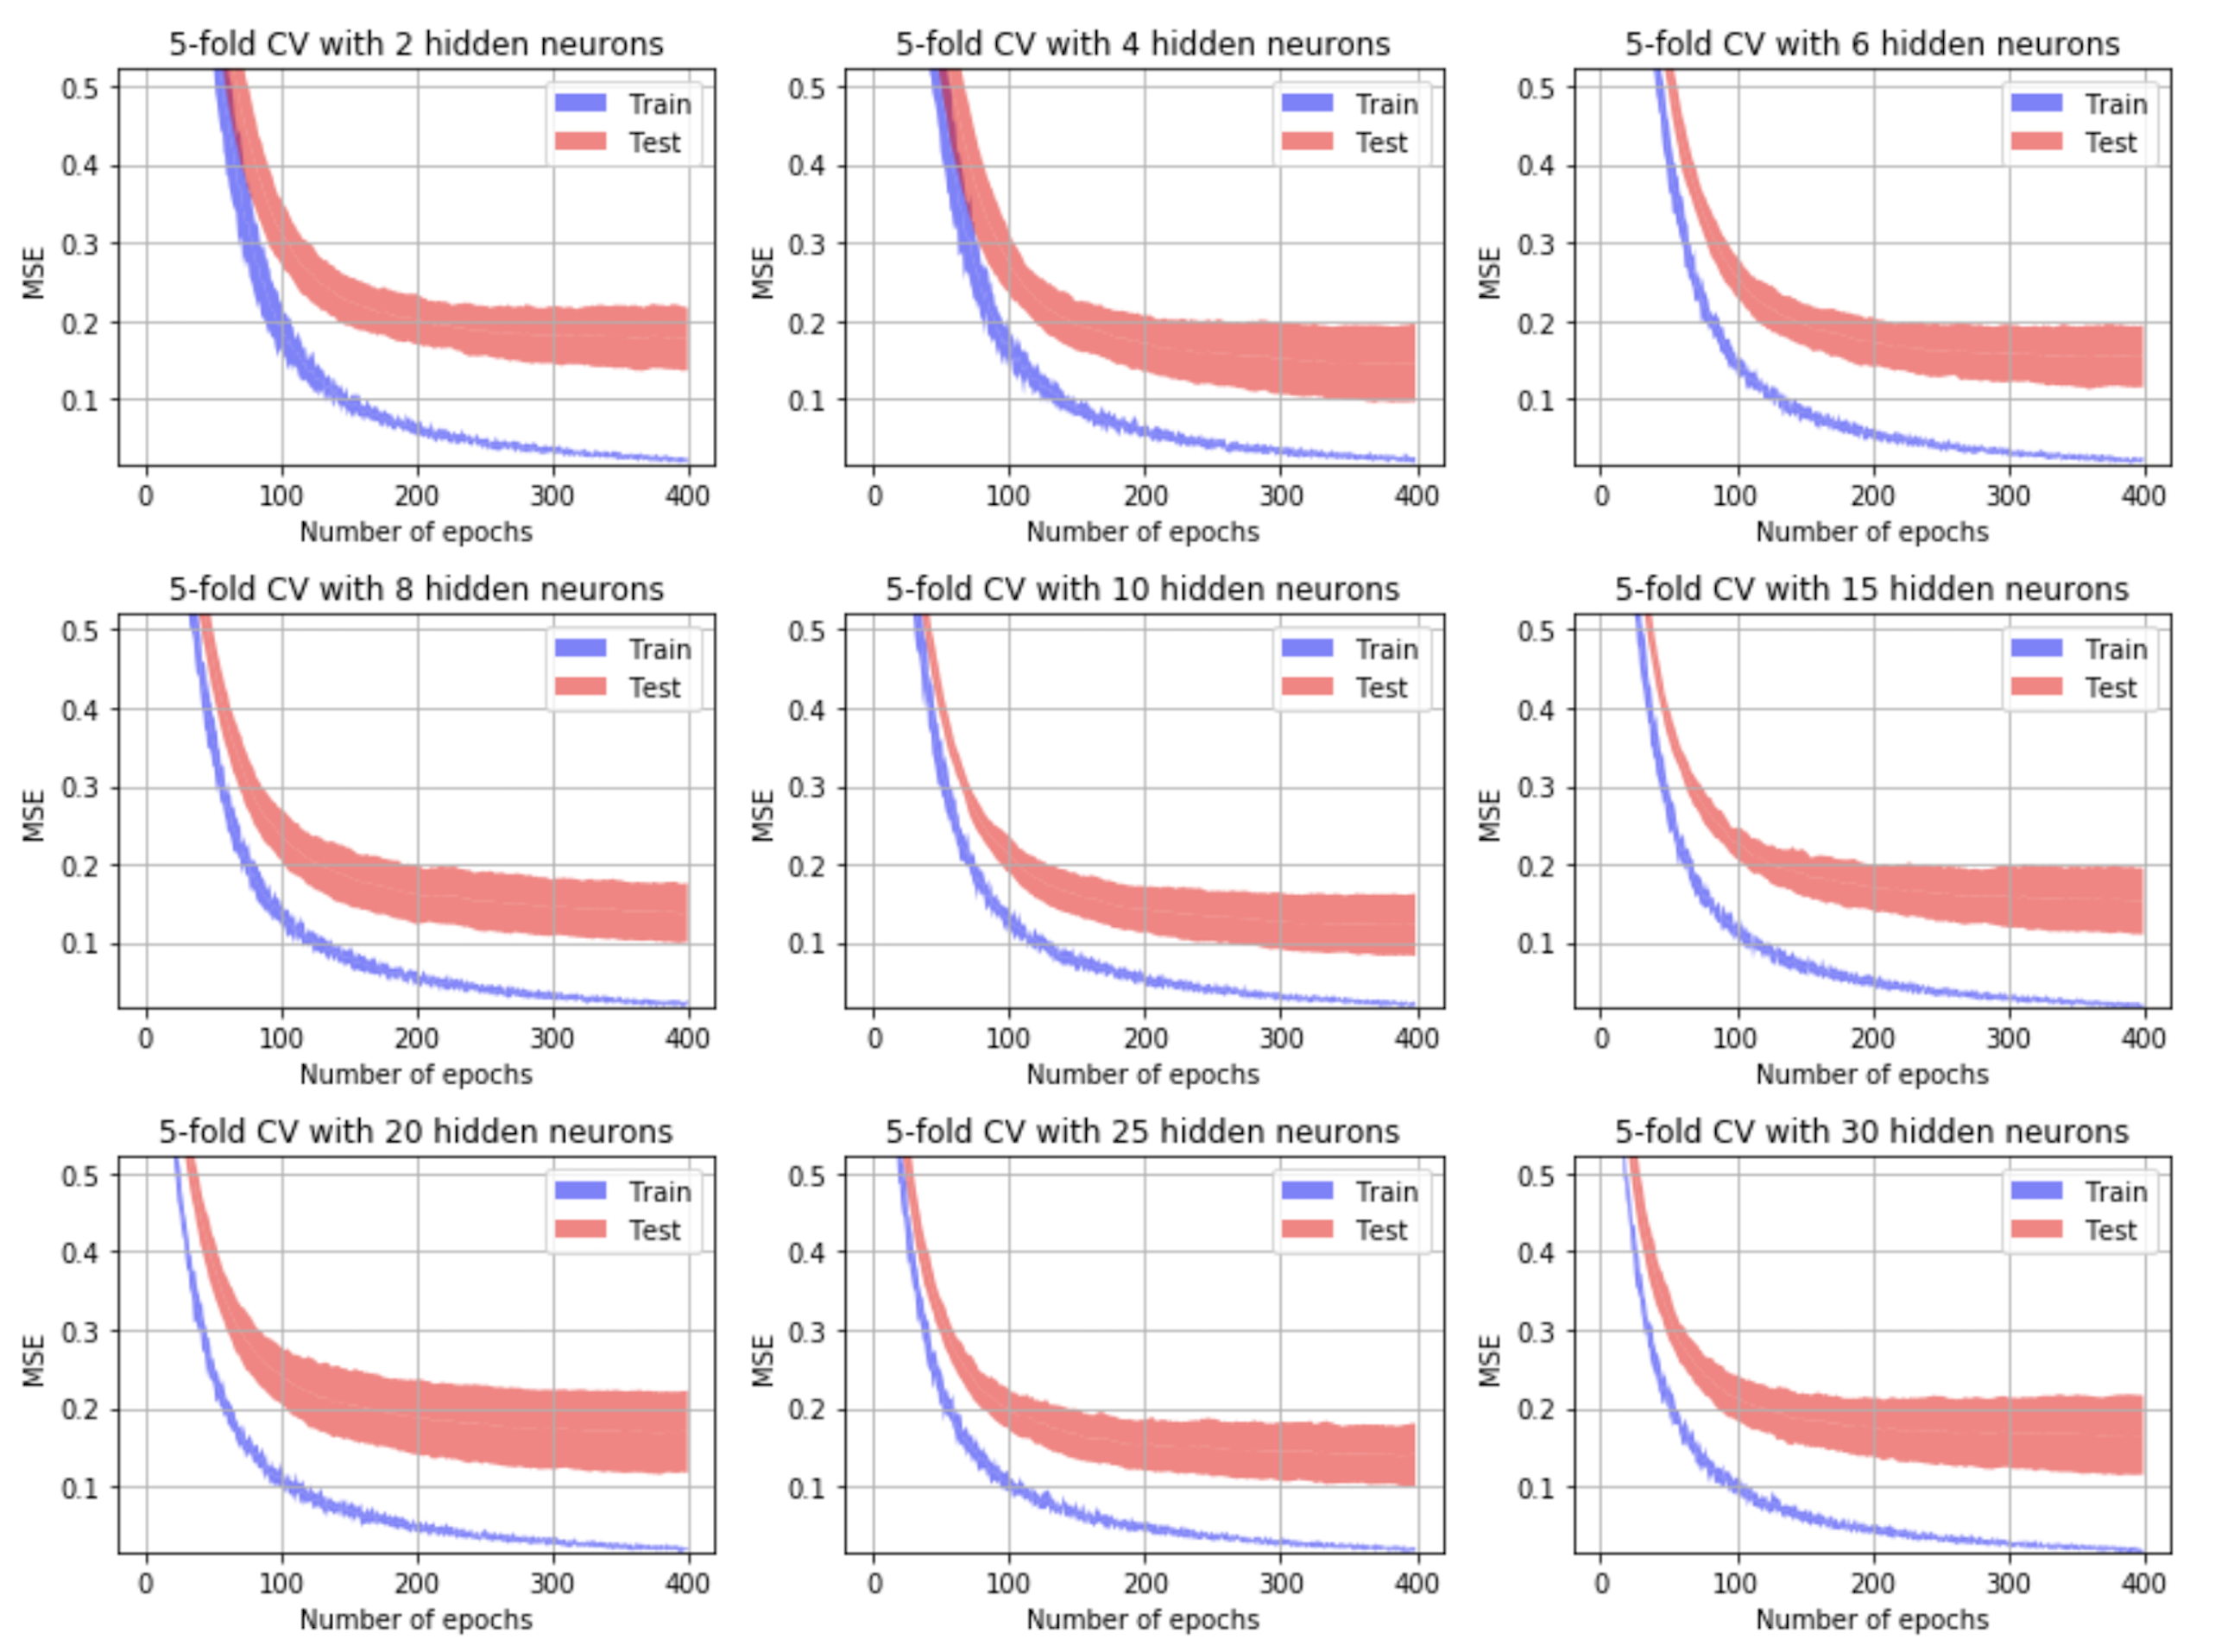 5-fold CV with 2 hidden neurons
0.5
0.4
0.3
0.2
0.1
MSE
Train
Test
0 100 200 300 400
Number of epochs
5-fold CV with 4 hidden neurons
0.5
0.4
0.3
0.2
0.1
MSE
Train
Test
0 100 200 300 400
Number of epochs
5-fold CV with 6 hidden neurons
0.5
0.4
0.3
0.2
0.1
MSE
Train
Test
0 100 200 300 400
Number of epochs
5-fold CV with 8 hidden neurons
0.5
0.4
0.3
0.2
0.1
MSE
Train
Test
0 100 200 300 400
Number of epochs
5-fold CV with 10 hidden neurons
0.5
0.4
0.3
0.2
0.1
MSE
Train
Test
0 100 200 300 400
Number of epochs
5-fold CV with 15 hidden neurons
0.5
0.4
0.3
0.2
0.1
MSE
Train
Test
0 100 200 300 400
Number of epochs
5-fold CV with 20 hidden neurons
0.5
0.4
0.3
0.2
0.1
MSE
Train
Test
0 100 200 300 400
Number of epochs
5-fold CV with 25 hidden neurons
0.5
0.4
0.3
0.2
0.1
MSE
Train
Test
0 100 200 300 400
Number of epochs
5-fold CV with 30 hidden neurons
0.5
0.4
0.3
0.2
0.1
MSE
Train
Test
0 100 200 300 400
Number of epochs